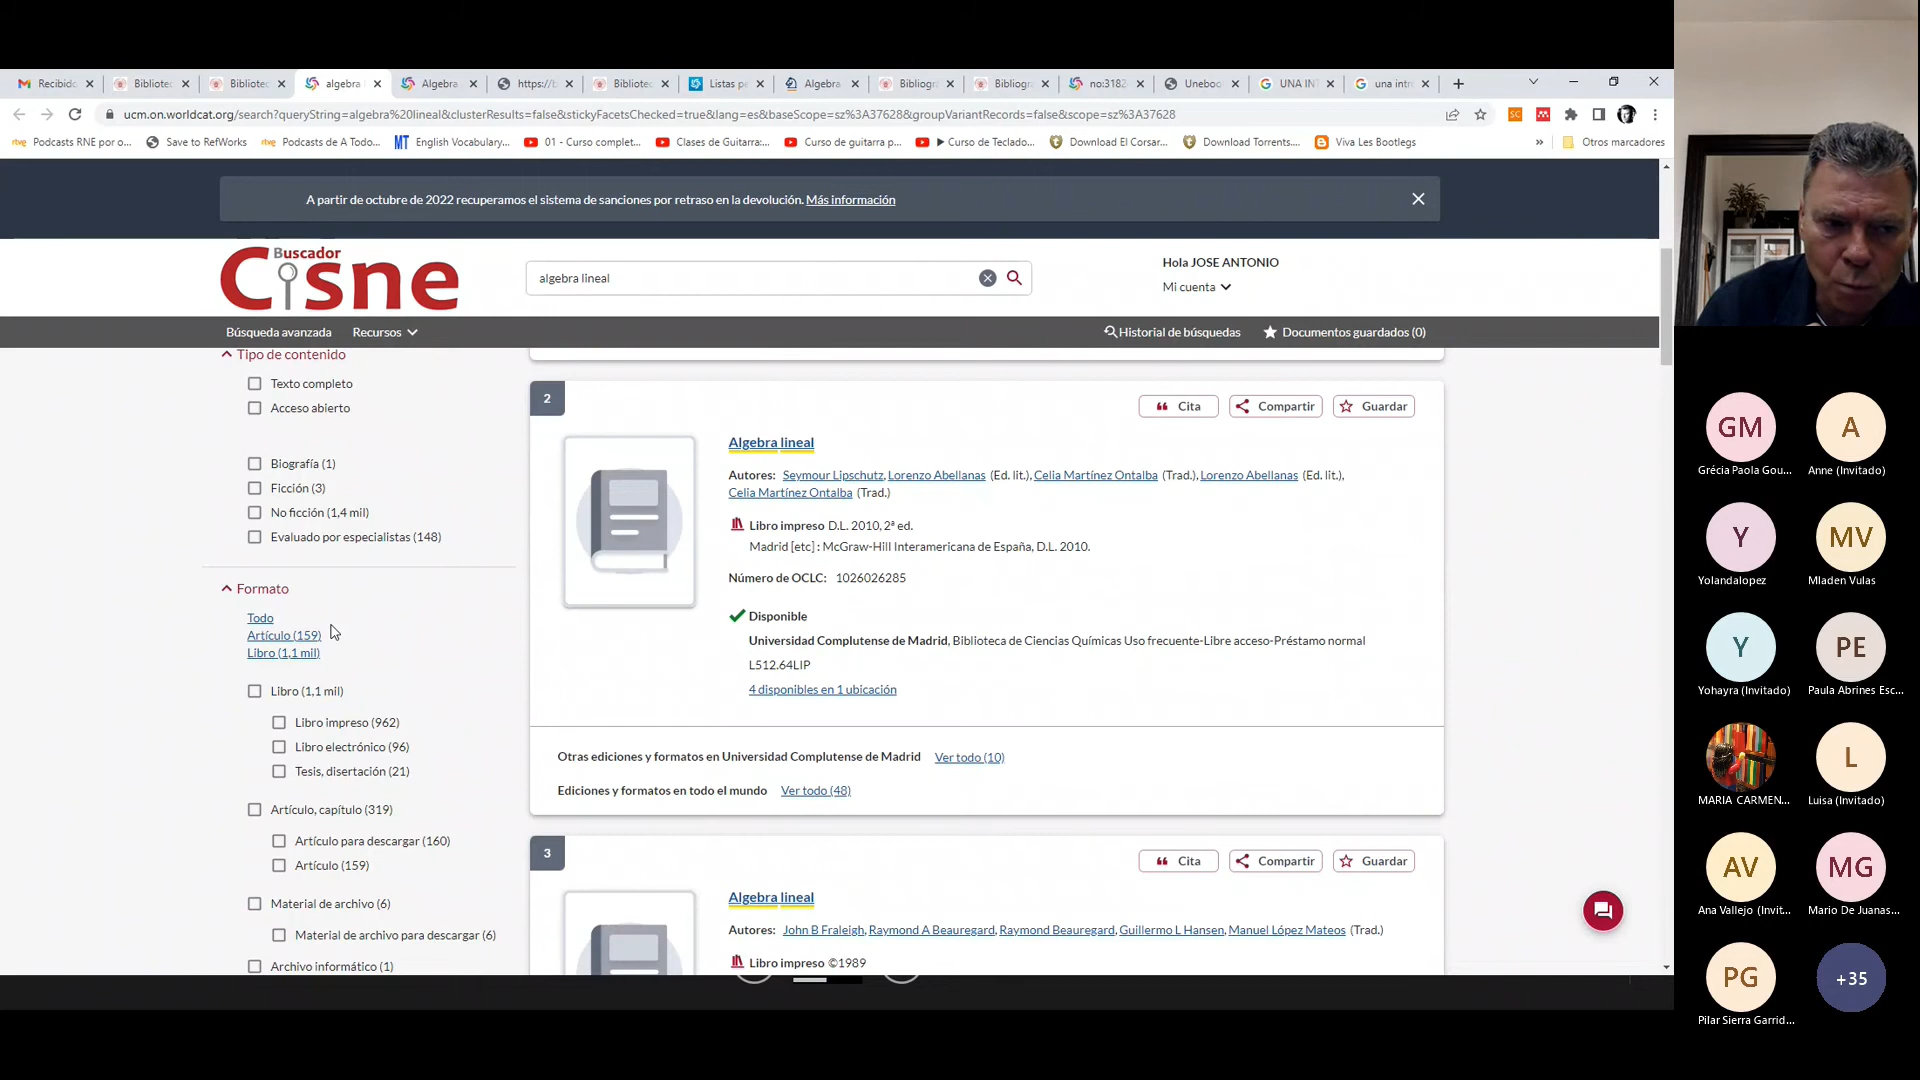 Recibido
Bibliotec
Bibliotec
algebra l
Algebra
https://b
Bibliotec
Listas pe
Algebra
Bibliogr
Bibliogr
no:3182
Uneboo
UNA INT
una intr
ucm.on.worldcat.org/search?queryString=algebra%20lineal&clusterResults=false&stickyFacetsChecked=true&lang=es&baseScope=sz%3A37628&groupVariantRecords=false&scope=sz%3A37628
Podcasts RNE por o...
Save to RefWorks
Podcasts de A Todo...
English Vocabulary...
01 - Curso complet...
Clases de Guitarra:...
Curso de guitarra p...
Curso de Teclado...
Download El Corsar...
Download Torrents....
Viva Les Bootlegs
»
Otros marcadores
A partir de octubre de 2022 recuperamos el sistema de sanciones por retraso en la devolución. Más información
Buscador
Cisne
algebra lineal
Hola JOSE ANTONIO
Mi cuenta
Búsqueda avanzada
Recursos
Historial de búsquedas
Documentos guardados (0)
Tipo de contenido
Texto completo
Acceso abierto
Biografía (1)
Ficción (3)
No ficción (1,4 mil)
Evaluado por especialistas (148)
Formato
Todo
Artículo (159)
Libro (1,1 mil)
Libro (1,1 mil)
Libro impreso (962)
Libro electrónico (96)
Tesis, disertación (21)
Artículo, capítulo (319)
Artículo para descargar (160)
Artículo (159)
Material de archivo (6)
Material de archivo para descargar (6)
Archivo informático (1)
2
Cita
Compartir
Guardar
Algebra lineal
Autores: Seymour Lipschutz, Lorenzo Abellanas (Ed. lit.), Celia Martínez Ontalba (Trad.), Lorenzo Abellanas (Ed. lit.),
Celia Martínez Ontalba (Trad.)
Libro impreso D.L. 2010, 2ª ed.
Madrid [etc] : McGraw-Hill Interamericana de España, D.L. 2010.
Número de OCLC: 1026026285
Disponible
Universidad Complutense de Madrid, Biblioteca de Ciencias Químicas Uso frecuente-Libre acceso-Préstamo normal
L512.64LIP
4 disponibles en 1 ubicación
Otras ediciones y formatos en Universidad Complutense de Madrid Ver todo (10)
Ediciones y formatos en todo el mundo Ver todo (48)
3
Cita
Compartir
Guardar
Algebra lineal
Autores: John B Fraleigh, Raymond A Beauregard, Raymond Beauregard, Guillermo L Hansen, Manuel López Mateos (Trad.)
Libro impreso ©1989
GM
Grécia Paola Gou...
A
Anne (Invitado)
Y
Yolandalopez
MV
Mladen Vulas
Y
Yohayra (Invitado)
PE
Paula Abrines Esc...
MARIA CARMEN...
L
Luisa (Invitado)
AV
Ana Vallejo (Invit...
MG
Mario De Juanas...
PG
Pilar Sierra Garrid...
+35